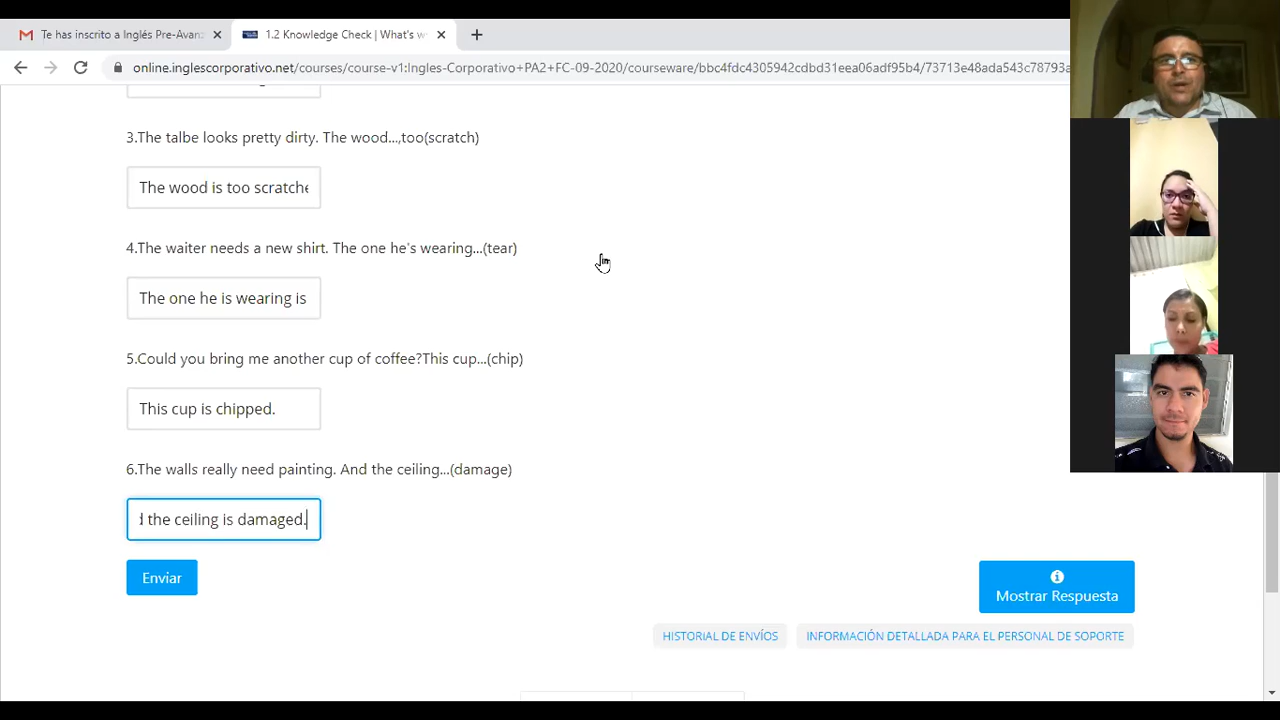 Te has inscrito a Inglés Pre-Avan
1.2 Knowledge Check | What's w
online.inglescorporativo.net/courses/course-v1:Ingles-Corporativo+PA2+FC-09-2020/courseware/bbc4fdc4305942cdbd31eea06adf95b4/73713e48ada543c78793a
3.The talbe looks pretty dirty. The wood...,too(scratch)
The wood is too scratche
4.The waiter needs a new shirt. The one he's wearing...(tear)
The one he is wearing is
5.Could you bring me another cup of coffee?This cup...(chip)
This cup is chipped.
6.The walls really need painting. And the ceiling...(damage)
d the ceiling is damaged.
Enviar
Mostrar Respuesta
HISTORIAL DE ENVÍOS
INFORMACIÓN DETALLADA PARA EL PERSONAL DE SOPORTE